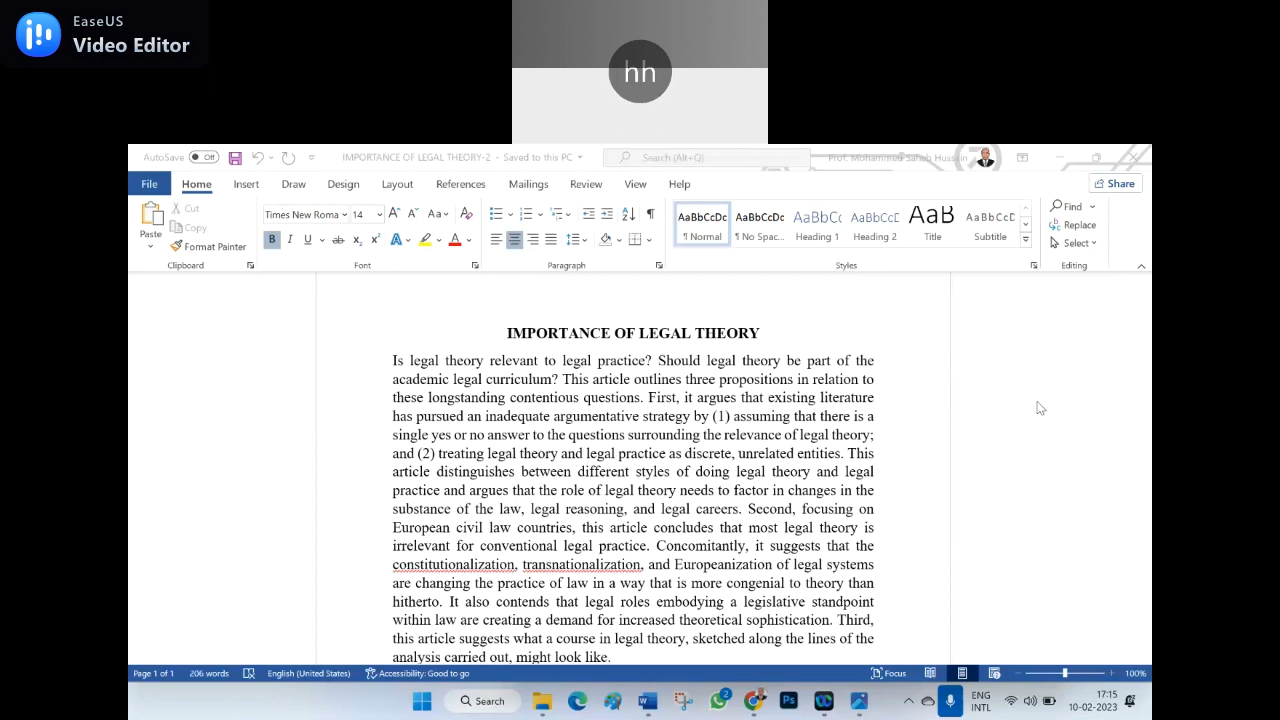 EaseUS
Video Editor
hh
AutoSave Off
IMPORTANCE OF LEGAL THEORY-2 - Saved to this PC
Search (Alt+Q)
Prof. Mohammed
File Home Insert Draw Design Layout References Mailings Review View Help
Share
Paste
Cut
Copy
Format Painter
Clipboard
Times New Roma 14
Font
Paragraph
AaBbCcDc AaBbCcDc AaBbC AaBbCcD AaB AaBbCcD
¶ Normal ¶ No Spac... Heading 1 Heading 2 Title Subtitle
Styles
Find
Replace
Select
Editing
IMPORTANCE OF LEGAL THEORY
Is legal theory relevant to legal practice? Should legal theory be part of the
academic legal curriculum? This article outlines three propositions in relation to
these longstanding contentious questions. First, it argues that existing literature
has pursued an inadequate argumentative strategy by (1) assuming that there is a
single yes or no answer to the questions surrounding the relevance of legal theory;
and (2) treating legal theory and legal practice as discrete, unrelated entities. This
article distinguishes between different styles of doing legal theory and legal
practice and argues that the role of legal theory needs to factor in changes in the
substance of the law, legal reasoning, and legal careers. Second, focusing on
European civil law countries, this article concludes that most legal theory is
irrelevant for conventional legal practice. Concomitantly, it suggests that the
constitutionalization, transnationalization, and Europeanization of legal systems
are changing the practice of law in a way that is more congenial to theory than
hitherto. It also contends that legal roles embodying a legislative standpoint
within law are creating a demand for increased theoretical sophistication. Third,
this article suggests what a course in legal theory, sketched along the lines of the
analysis carried out, might look like.
Page 1 of 1 206 words English (United States) Accessibility: Good to go Focus 100%
Search
2
Ps
ENG
INTL
17:15
10-02-2023